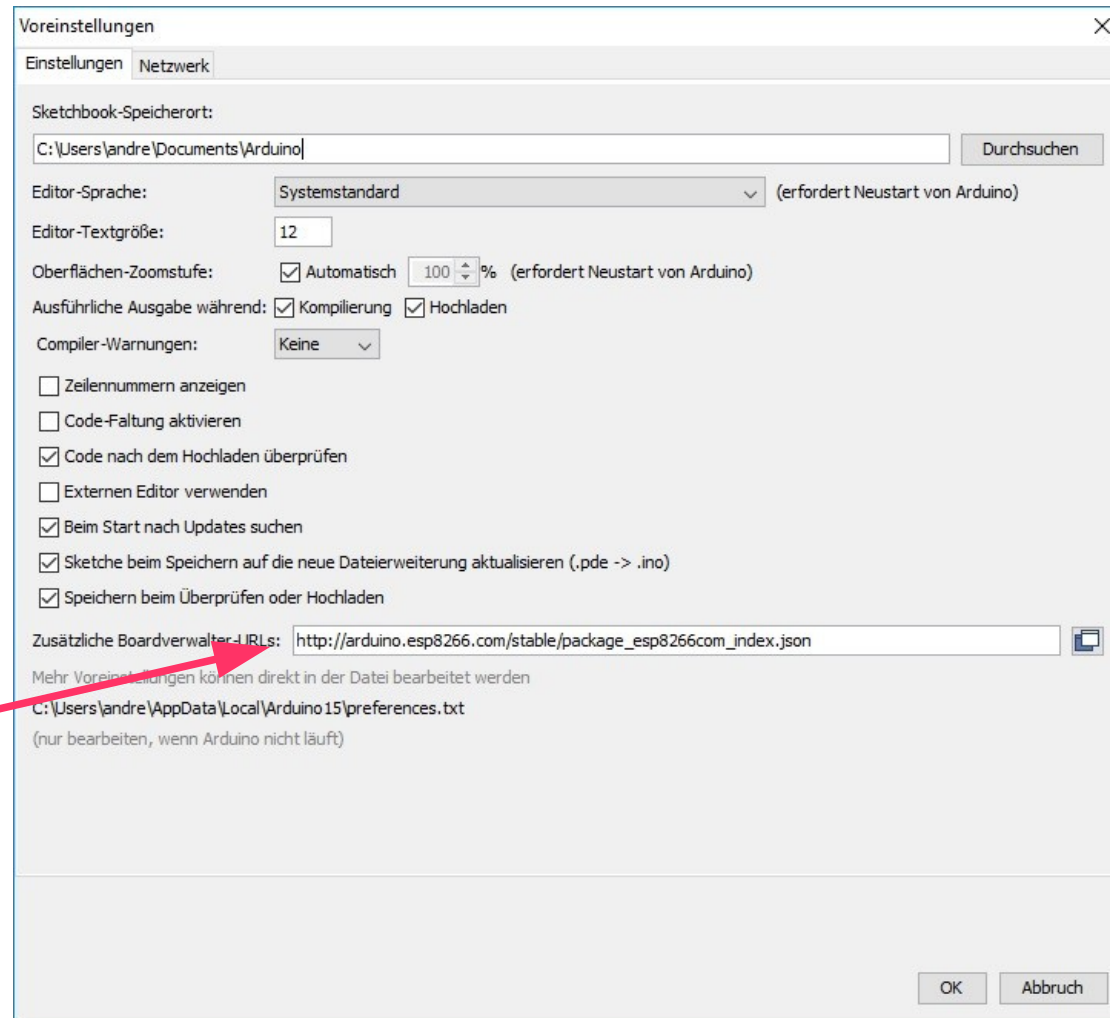 Voreinstellungen
Einstellungen Netzwerk
Sketchbook-Speicherort:
C:\Users\andre\Documents\Arduino Durchsuchen
Editor-Sprache: Systemstandard (erfordert Neustart von Arduino)
Editor-Textgröße: 12
Oberflächen-Zoomstufe: Automatisch 100 % (erfordert Neustart von Arduino)
Ausführliche Ausgabe während: Kompilierung Hochladen
Compiler-Warnungen: Keine
Zeilennummern anzeigen
Code-Faltung aktivieren
Code nach dem Hochladen überprüfen
Externen Editor verwenden
Beim Start nach Updates suchen
Sketche beim Speichern auf die neue Dateierweiterung aktualisieren (.pde -> .ino)
Speichern beim Überprüfen oder Hochladen
Zusätzliche Boardverwalter-URLs: http://arduino.esp8266.com/stable/package_esp8266com_index.json
Mehr Voreinstellungen können direkt in der Datei bearbeitet werden
C:\Users\andre\AppData\Local\Arduino15\preferences.txt
(nur bearbeiten, wenn Arduino nicht läuft)
OK Abbruch